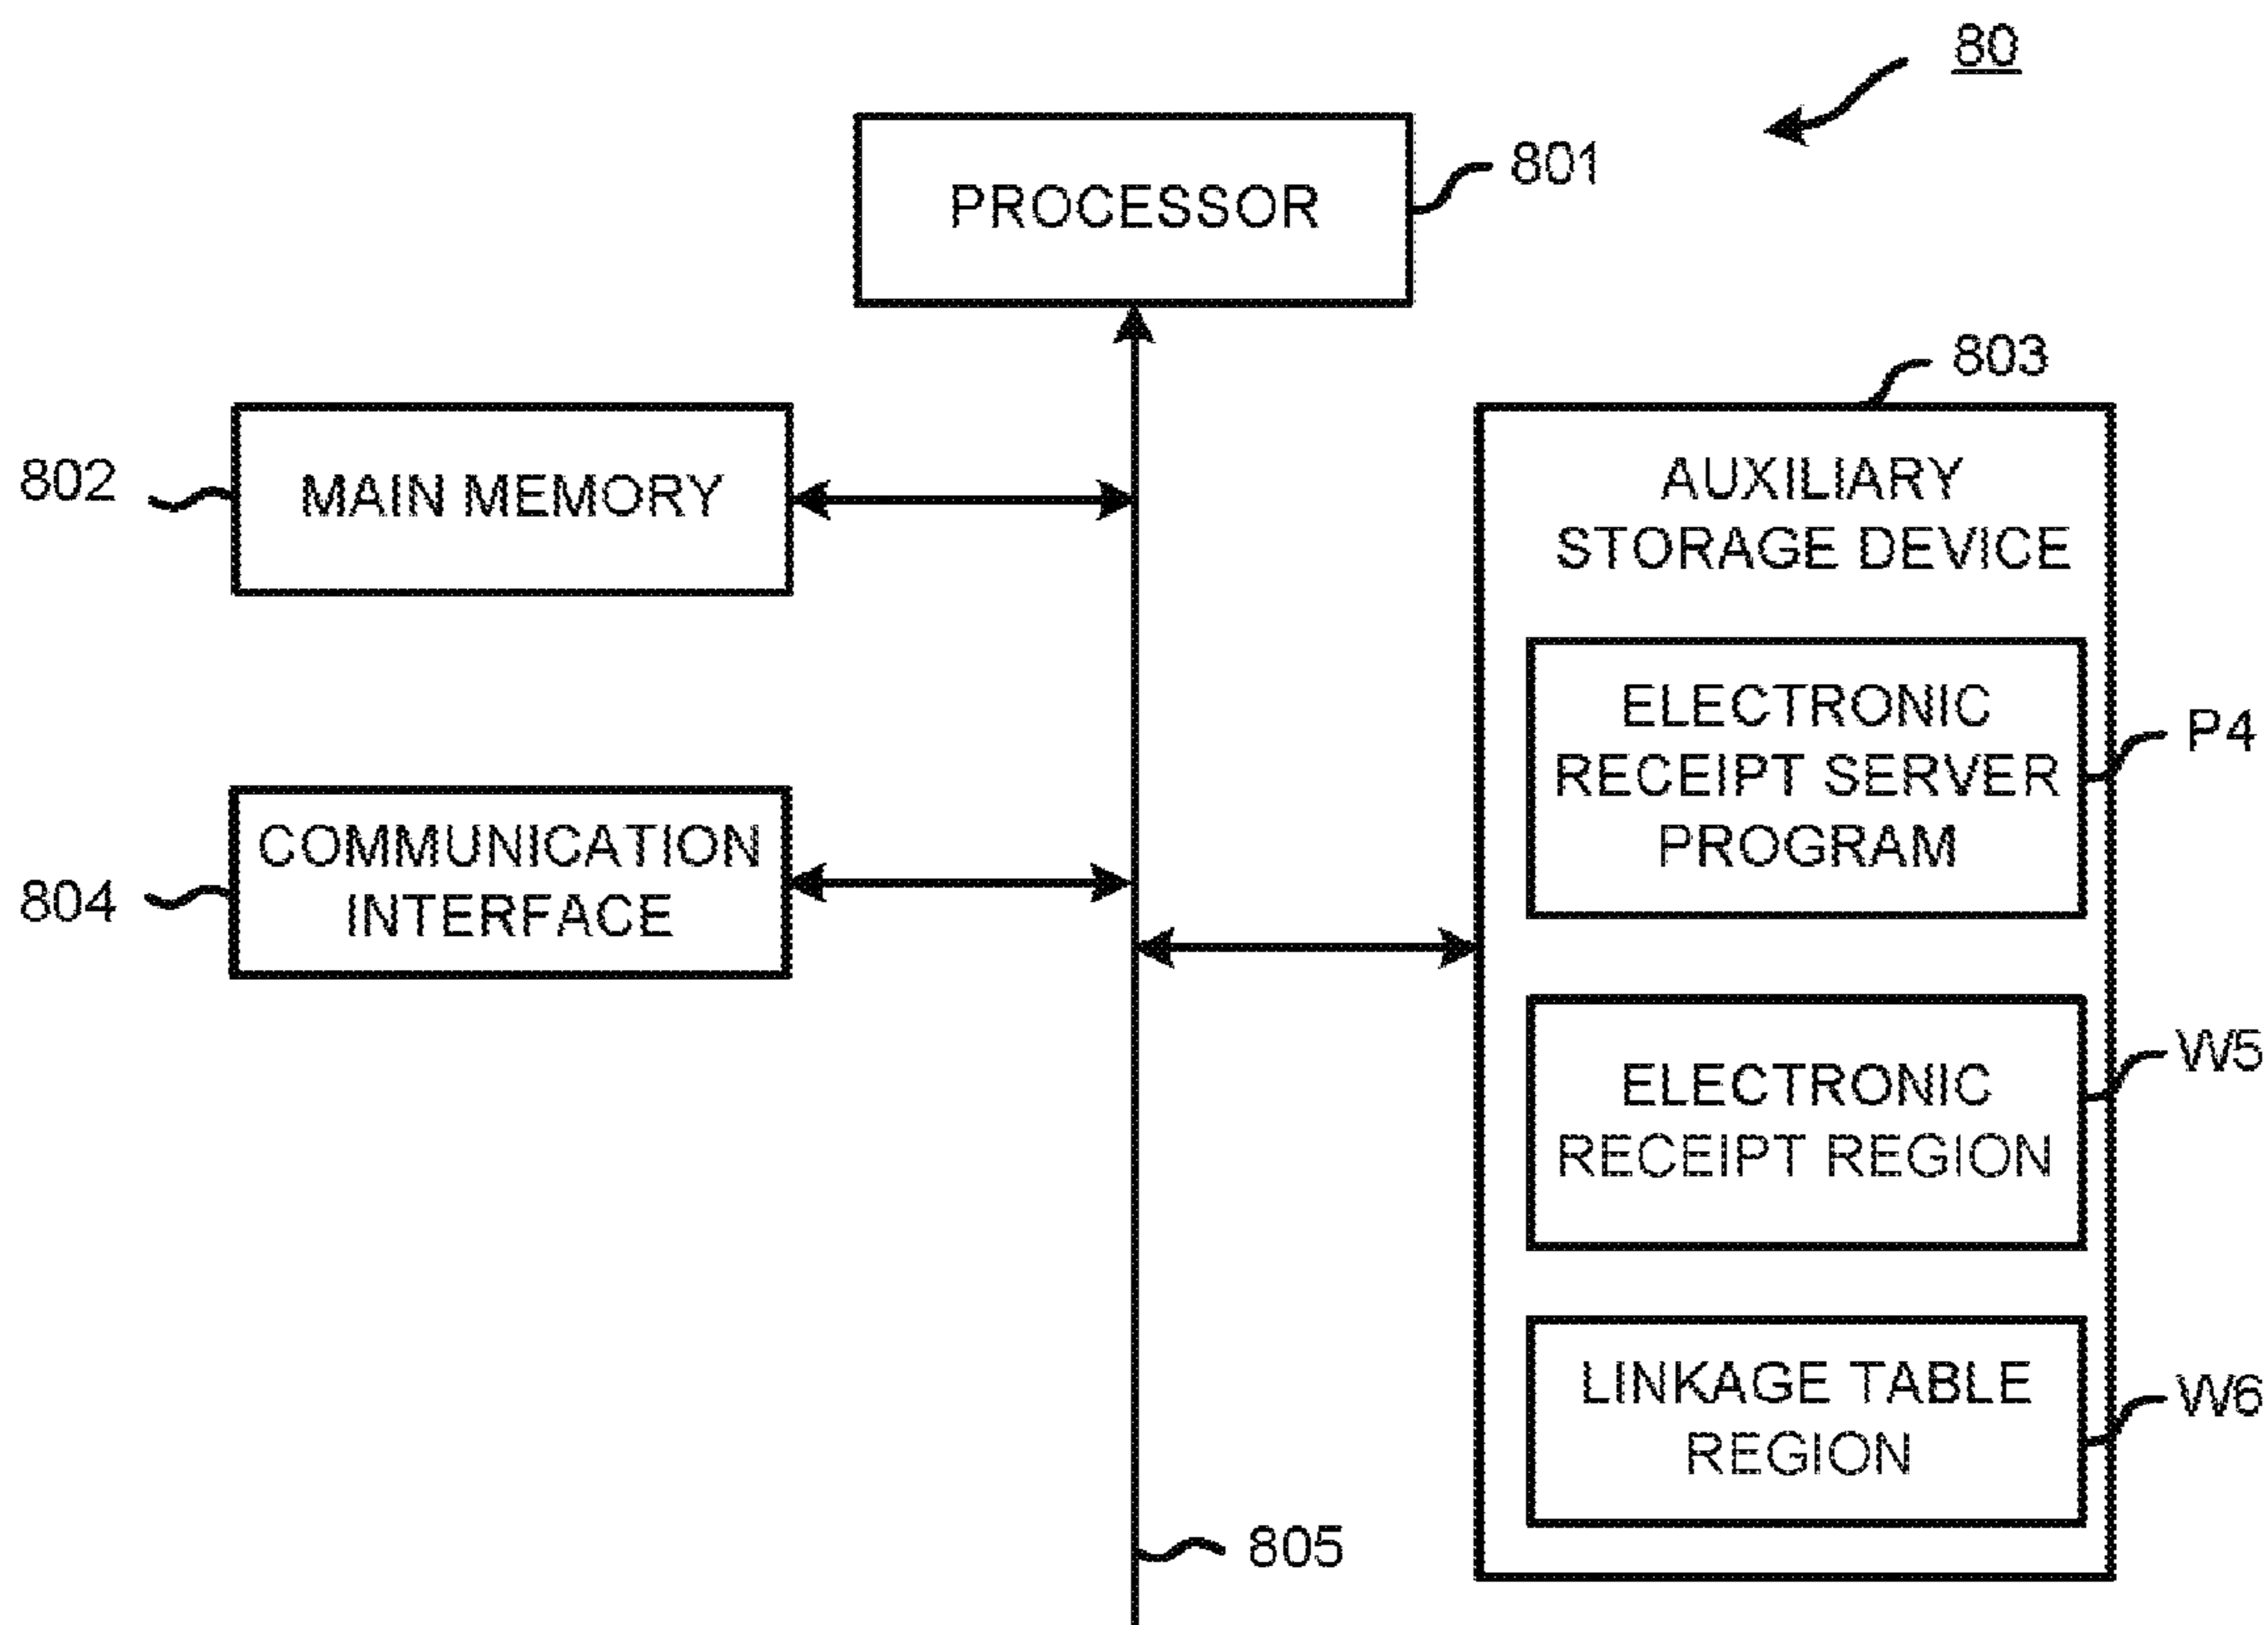 80
PROCESSOR
801
803
802
MAIN MEMORY
AUXILIARY
STORAGE DEVICE
ELECTRONIC
RECEIPT SERVER
PROGRAM
P4
804
COMMUNICATION
INTERFACE
ELECTRONIC
RECEIPT REGION
W5
LINKAGE TABLE
REGION
W6
805